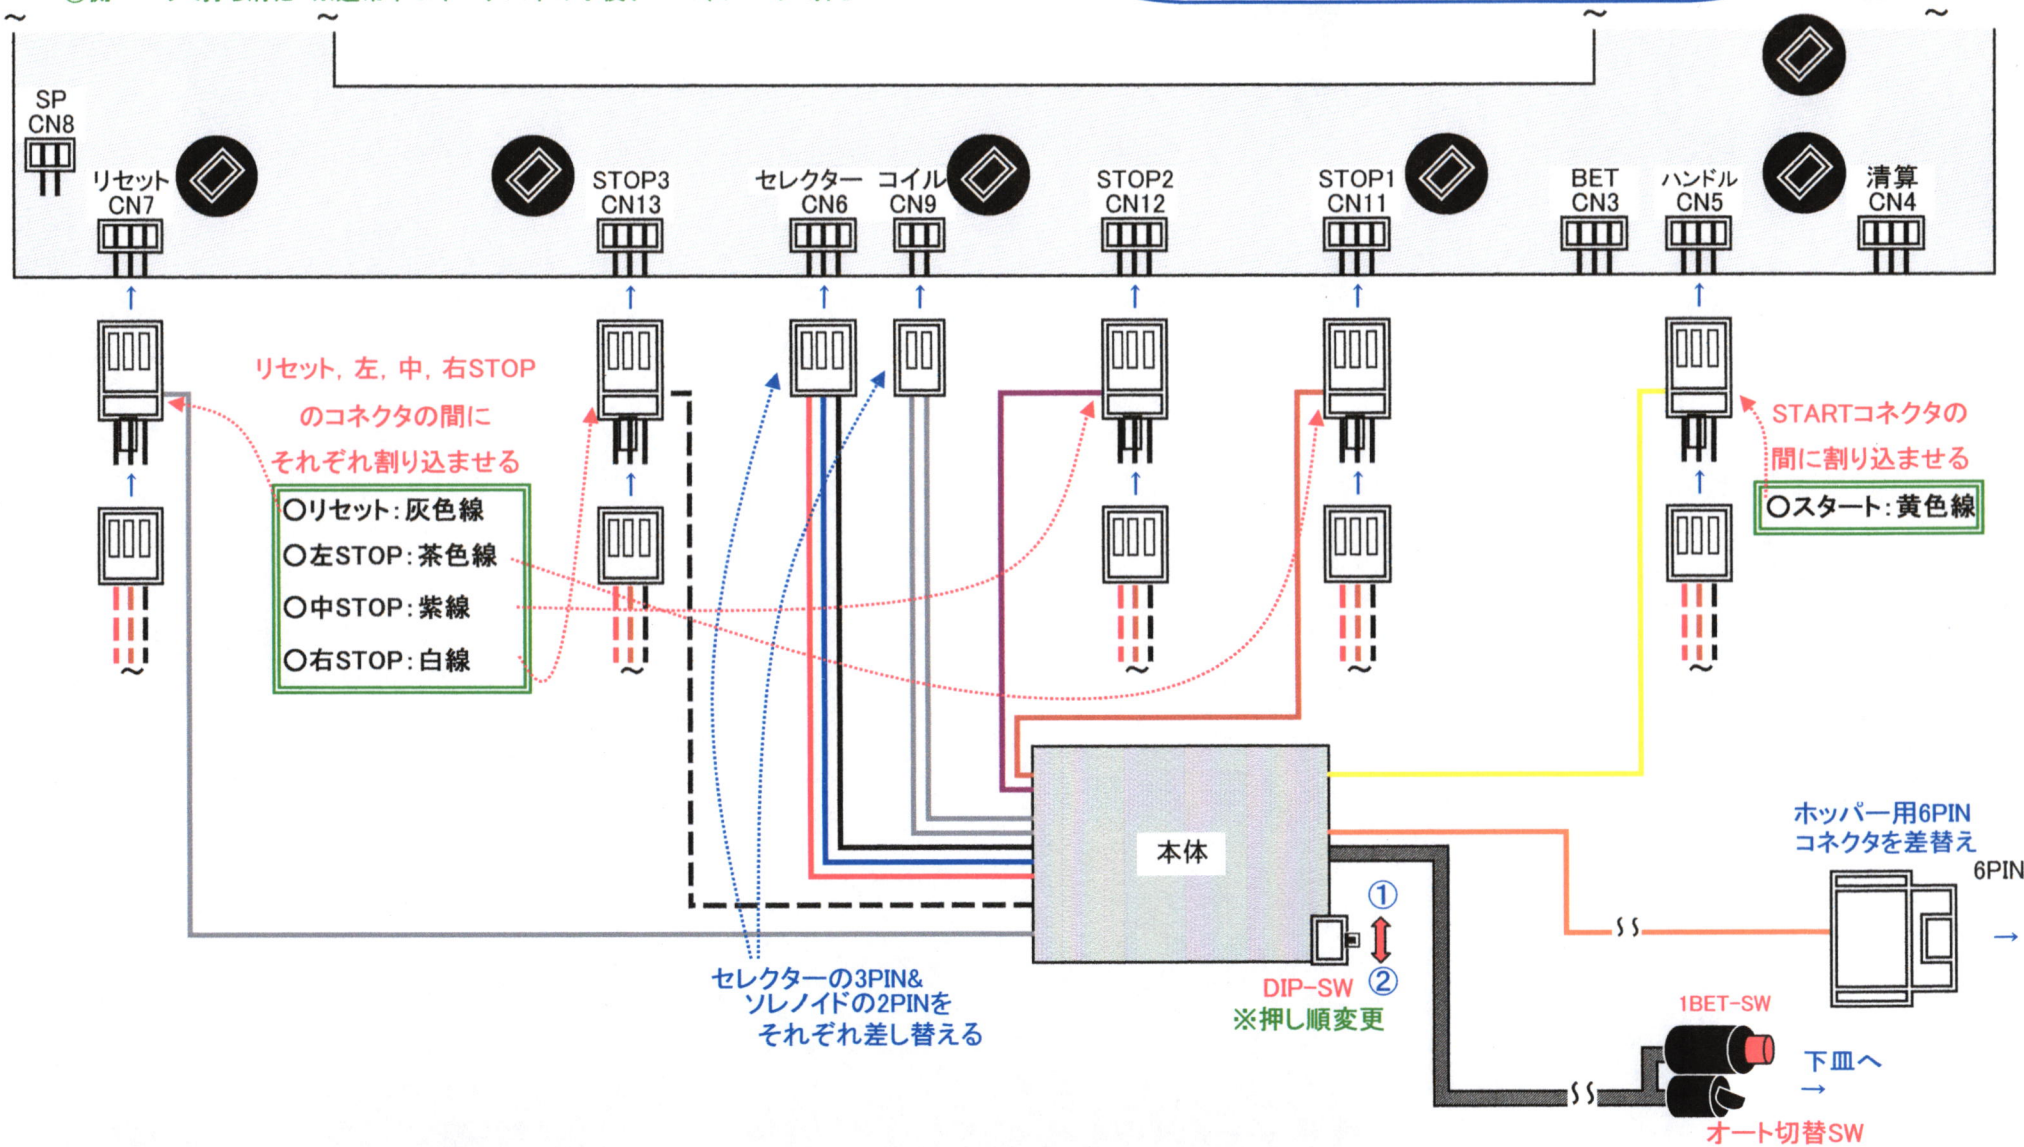 SP
CN8
リセット
CN7
STOP3
CN13
セレクター
CN6
コイル
CN9
STOP2
CN12
STOP1
CN11
BET
CN3
ハンドル
CN5
清算
CN4
リセット, 左, 中, 右STOP
のコネクタの間に
それぞれ割り込ませる
○リセット:灰色線
○左STOP:茶色線
○中STOP:紫線
○右STOP:白線
STARTコネクタの
間に割り込ませる
○スタート:黄色線
本体
ホッパー用6PIN
コネクタを差替え
6PIN
①
②
DIP-SW
※押し順変更
セレクターの3PIN&
ソレノイドの2PINを
それぞれ差し替える
1BET-SW
下皿へ
→
オート切替SW